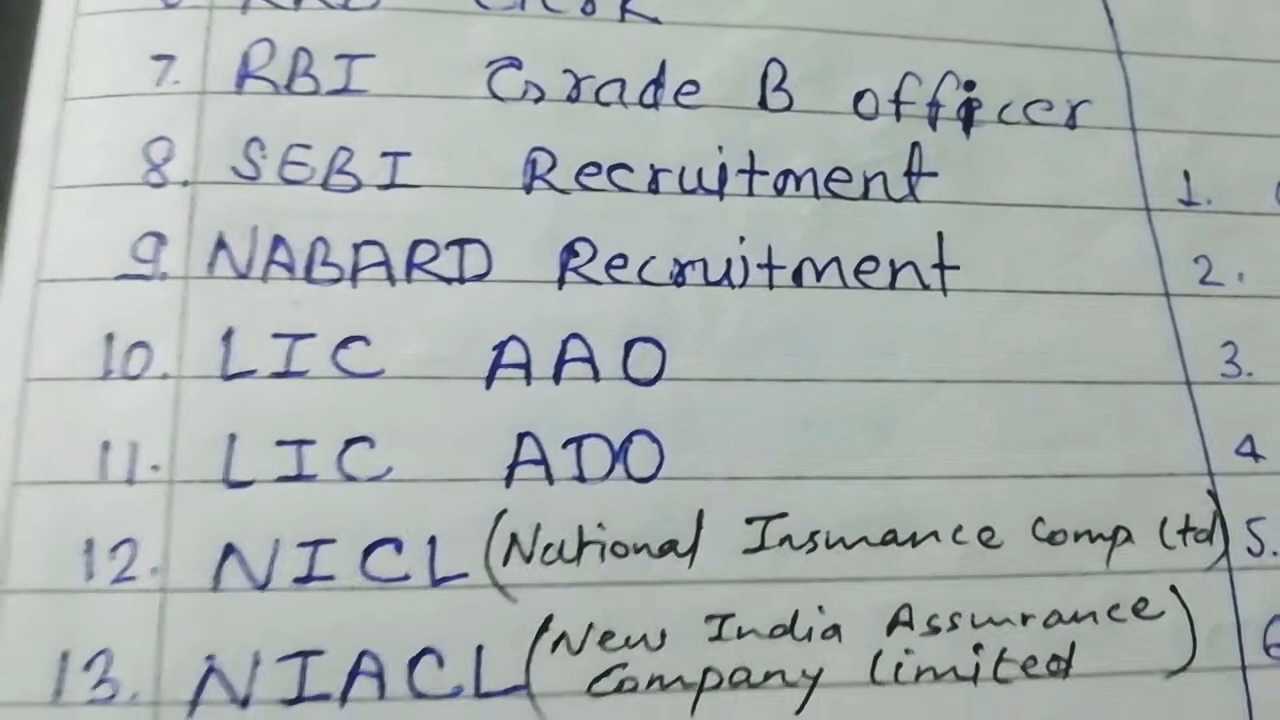 7. RBI Grade B officer
8. SEBI Recruitment
9. NABARD Recruitment
10. LIC AAO
11. LIC ADO
12. NICL (National Insurance Comp Ltd)
13. NIACL (New India Assurance
Company Limited)
1.
2.
3.
4
5.
6